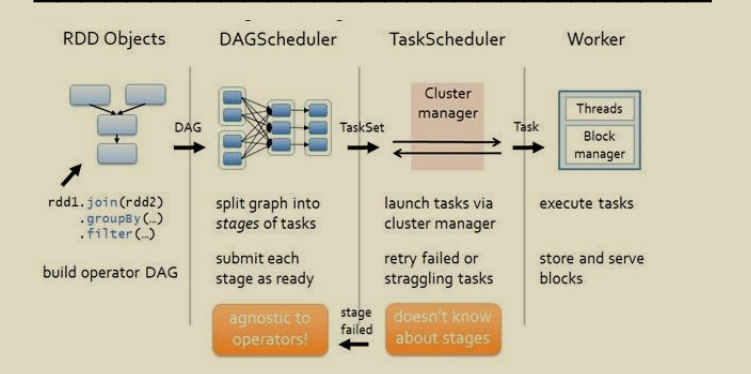 RDD Objects
DAGScheduler
TaskScheduler
Worker
DAG
TaskSet
Cluster
manager
Task
Threads
Block
manager
rdd1.join(rdd2)
.groupBy(…)
.filter(…)
build operator DAG
split graph into
stages of tasks
submit each
stage as ready
launch tasks via
cluster manager
retry failed or
straggling tasks
execute tasks
store and serve
blocks
agnostic to
operators!
stage
failed
doesn't know
about stages